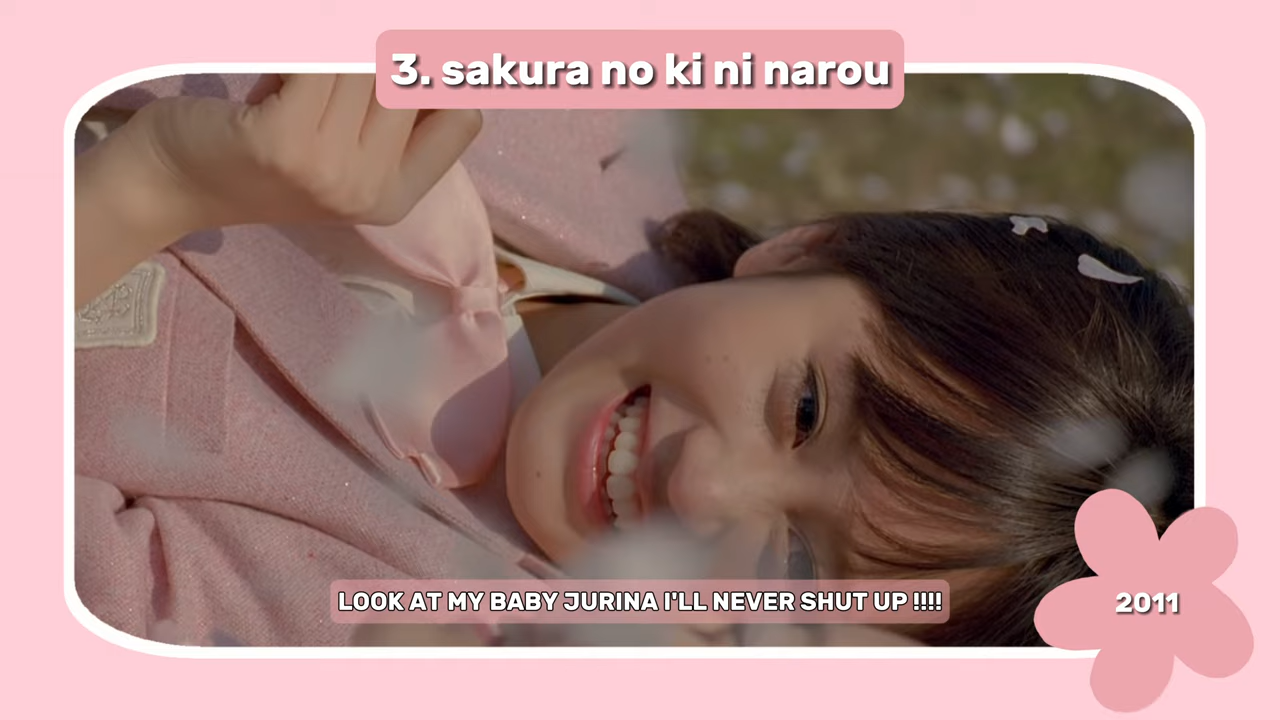 3. sakura no ki ni narou
LOOK AT MY BABY JURINA I'LL NEVER SHUT UP !!!!
2011